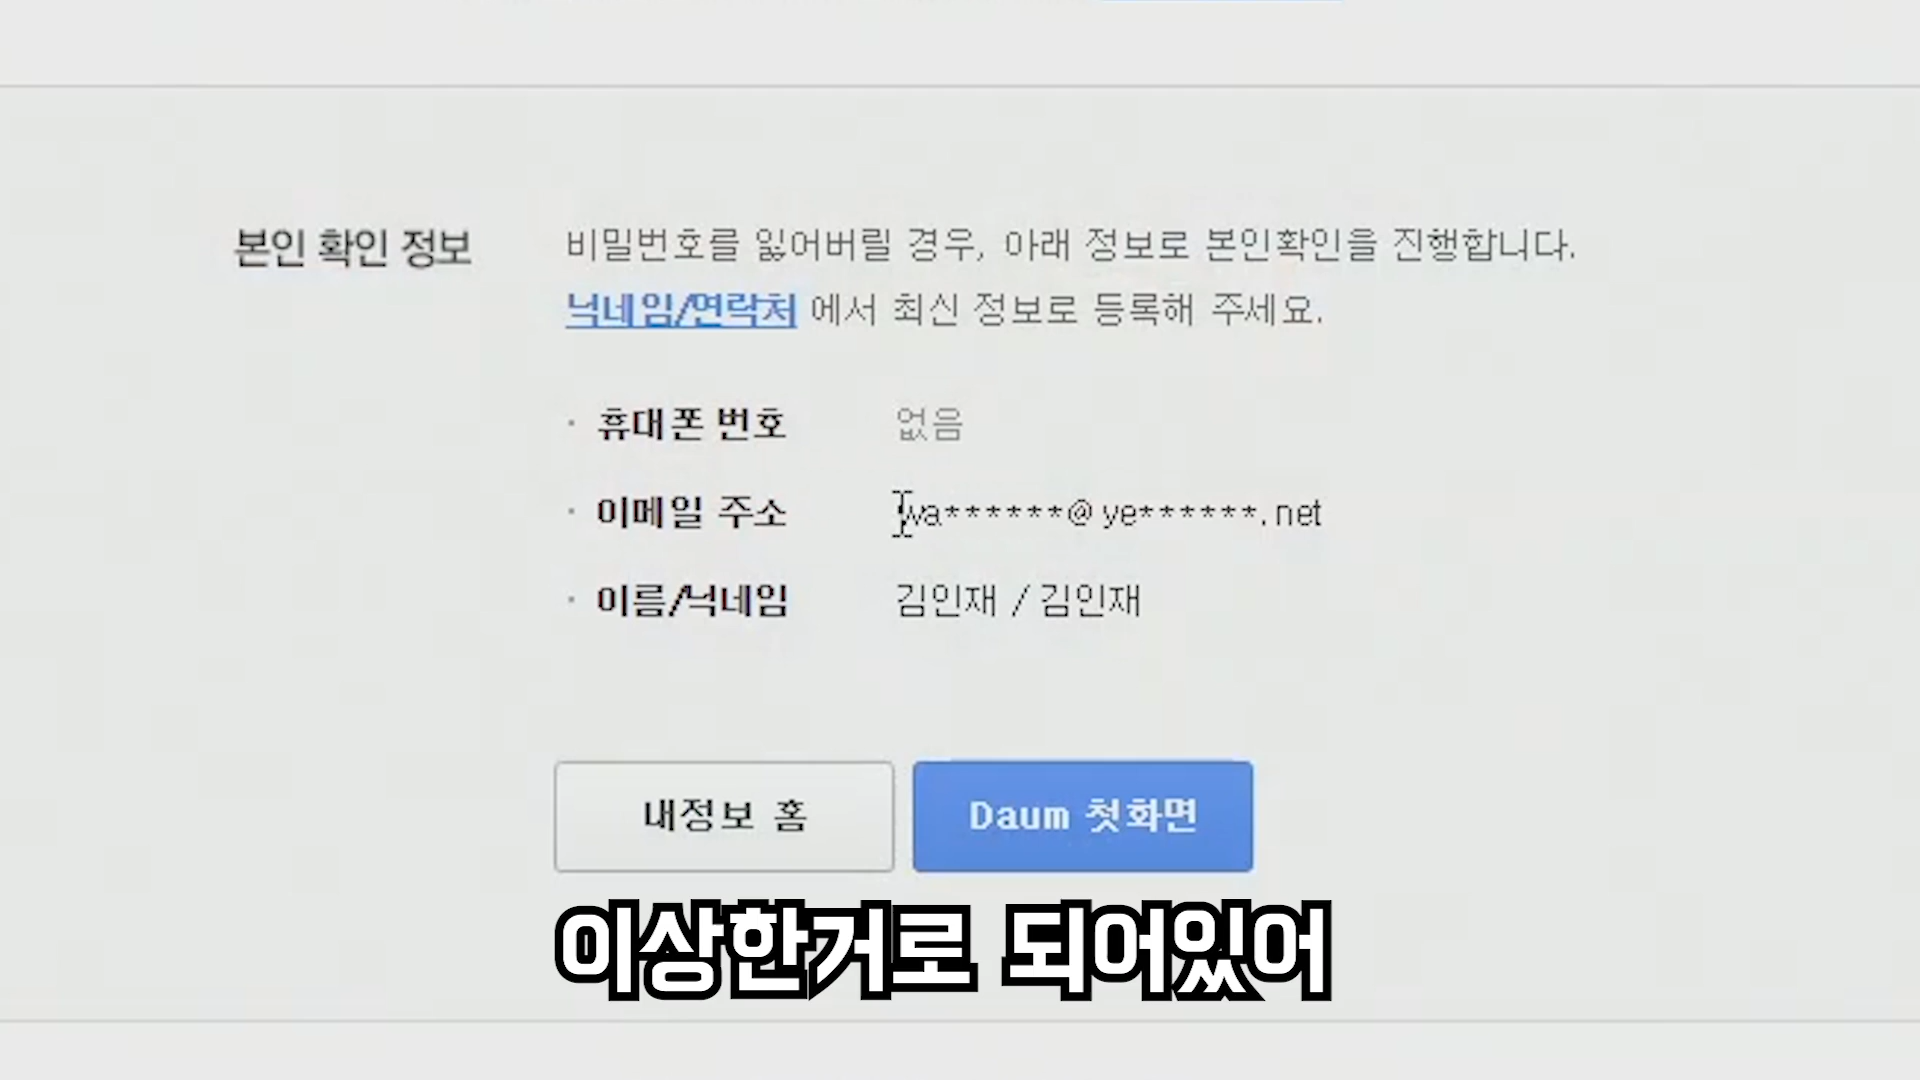 본인 확인 정보
비밀번호를 잃어버릴 경우, 아래 정보로 본인확인을 진행합니다.
닉네임/연락처 에서 최신 정보로 등록해 주세요.
· 휴대폰 번호 없음
· 이메일 주소 wa******@ye******.net
· 이름/닉네임 김인재 / 김인재
내정보 홈
Daum 첫화면
이상한거로 되어있어